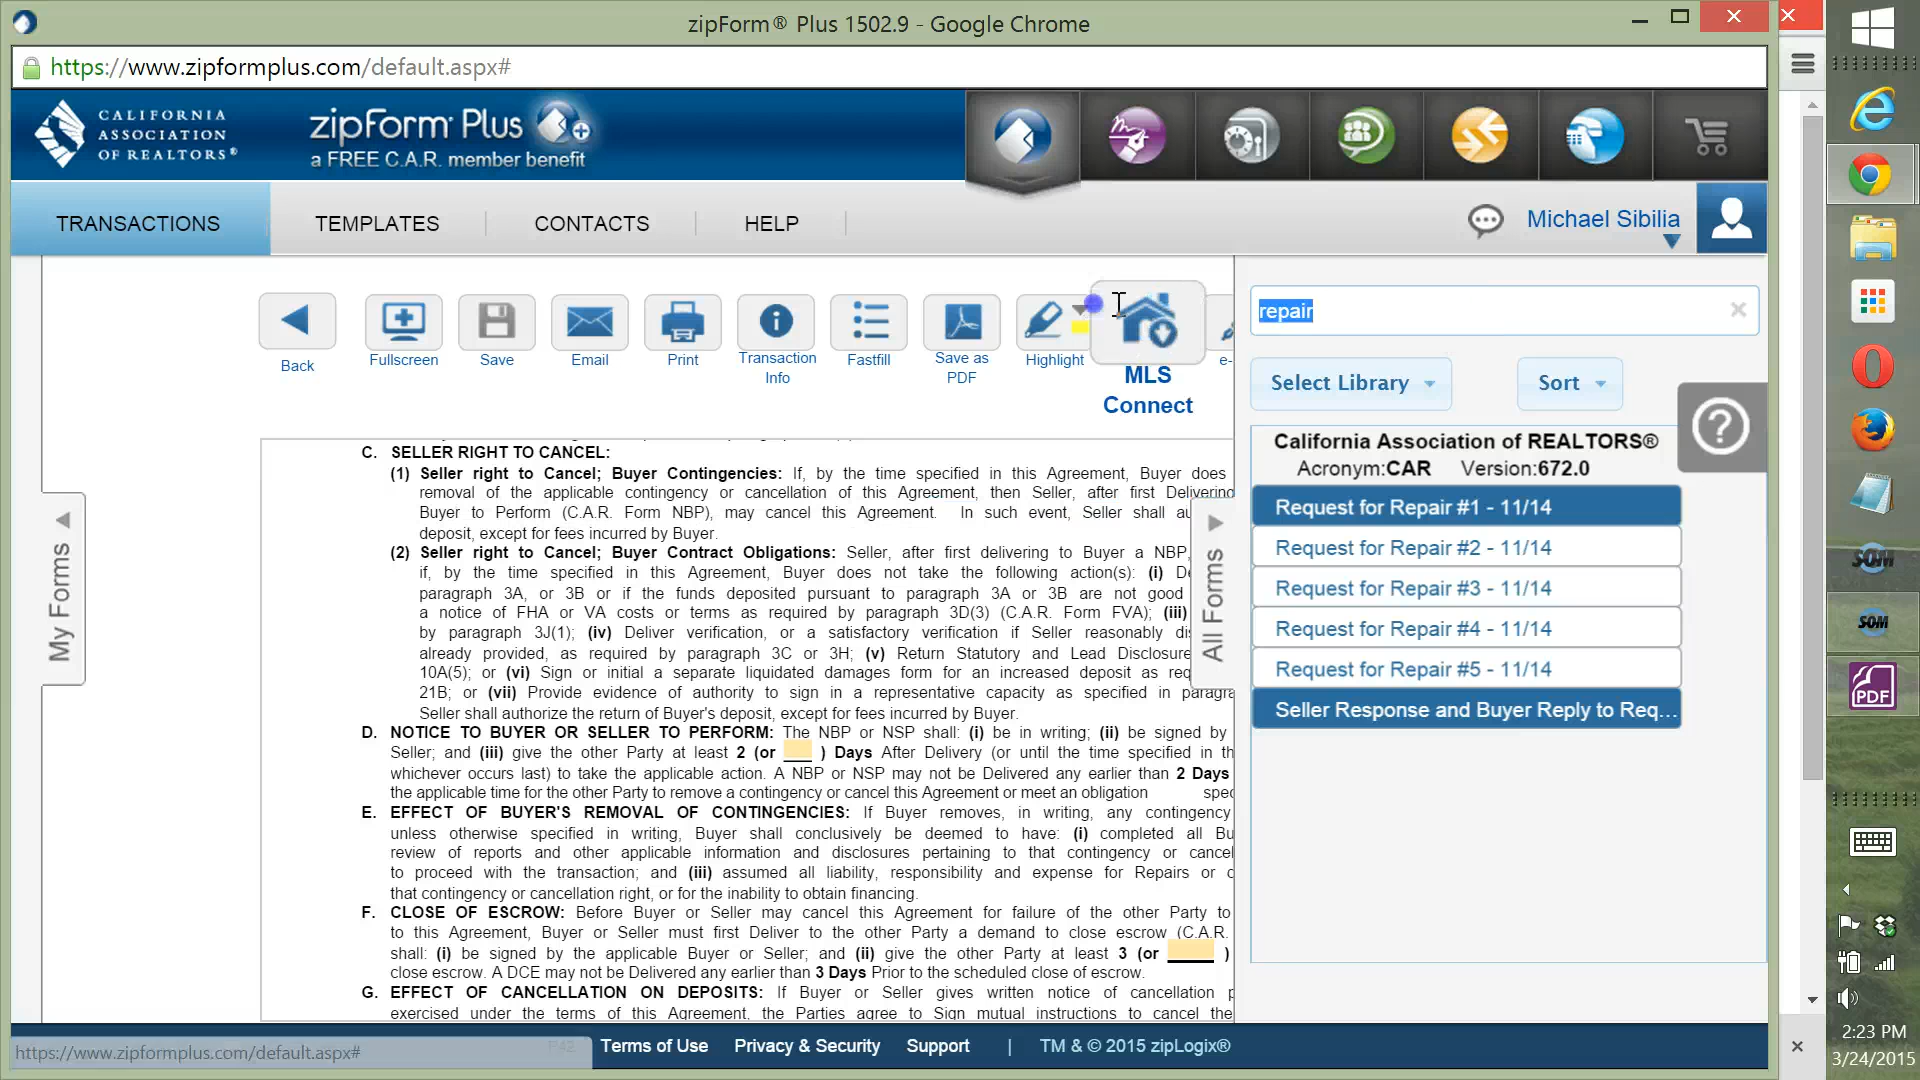 zipForm® Plus 1502.9 - Google Chrome
https://www.zipformplus.com/default.aspx#
CALIFORNIA
ASSOCIATION
OF REALTORS®
zipForm® Plus
a FREE C.A.R. member benefit
TRANSACTIONS
TEMPLATES
CONTACTS
HELP
Michael Sibilia
Back
Fullscreen
Save
Email
Print
Transaction
Info
Fastfill
Save as
PDF
Highlight
MLS
Connect
e-
repair
Select Library
Sort
California Association of REALTORS®
Acronym:CAR Version:672.0
Request for Repair #1 - 11/14
Request for Repair #2 - 11/14
Request for Repair #3 - 11/14
Request for Repair #4 - 11/14
Request for Repair #5 - 11/14
Seller Response and Buyer Reply to Req...
My Forms
All Forms
C. SELLER RIGHT TO CANCEL:
(1) Seller right to Cancel; Buyer Contingencies: If, by the time specified in this Agreement, Buyer does
removal of the applicable contingency or cancellation of this Agreement, then Seller, after first Delivering
Buyer to Perform (C.A.R. Form NBP), may cancel this Agreement. In such event, Seller shall au
deposit, except for fees incurred by Buyer.
(2) Seller right to Cancel; Buyer Contract Obligations: Seller, after first delivering to Buyer a NBP,
if, by the time specified in this Agreement, Buyer does not take the following action(s): (i) De
paragraph 3A, or 3B or if the funds deposited pursuant to paragraph 3A or 3B are not good
a notice of FHA or VA costs or terms as required by paragraph 3D(3) (C.A.R. Form FVA); (iii)
by paragraph 3J(1); (iv) Deliver verification, or a satisfactory verification if Seller reasonably dis
already provided, as required by paragraph 3C or 3H; (v) Return Statutory and Lead Disclosure
10A(5); or (vi) Sign or initial a separate liquidated damages form for an increased deposit as req
21B; or (vii) Provide evidence of authority to sign in a representative capacity as specified in paragra
Seller shall authorize the return of Buyer's deposit, except for fees incurred by Buyer.
D. NOTICE TO BUYER OR SELLER TO PERFORM: The NBP or NSP shall: (i) be in writing; (ii) be signed by
Seller; and (iii) give the other Party at least 2 (or ) Days After Delivery (or until the time specified in th
whichever occurs last) to take the applicable action. A NBP or NSP may not be Delivered any earlier than 2 Days
the applicable time for the other Party to remove a contingency or cancel this Agreement or meet an obligation spec
E. EFFECT OF BUYER'S REMOVAL OF CONTINGENCIES: If Buyer removes, in writing, any contingency
unless otherwise specified in writing, Buyer shall conclusively be deemed to have: (i) completed all Bu
review of reports and other applicable information and disclosures pertaining to that contingency or cancel
to proceed with the transaction; and (iii) assumed all liability, responsibility and expense for Repairs or c
that contingency or cancellation right, or for the inability to obtain financing.
F. CLOSE OF ESCROW: Before Buyer or Seller may cancel this Agreement for failure of the other Party to
to this Agreement, Buyer or Seller must first Deliver to the other Party a demand to close escrow (C.A.R.
shall: (i) be signed by the applicable Buyer or Seller; and (ii) give the other Party at least 3 (or )
close escrow. A DCE may not be Delivered any earlier than 3 Days Prior to the scheduled close of escrow.
G. EFFECT OF CANCELLATION ON DEPOSITS: If Buyer or Seller gives written notice of cancellation p
exercised under the terms of this Agreement, the Parties agree to Sign mutual instructions to cancel the
https://www.zipformplus.com/default.aspx#
Terms of Use
Privacy & Security
Support
| TM & © 2015 zipLogix®
SOM
SOM
PDF
2:23 PM
3/24/2015